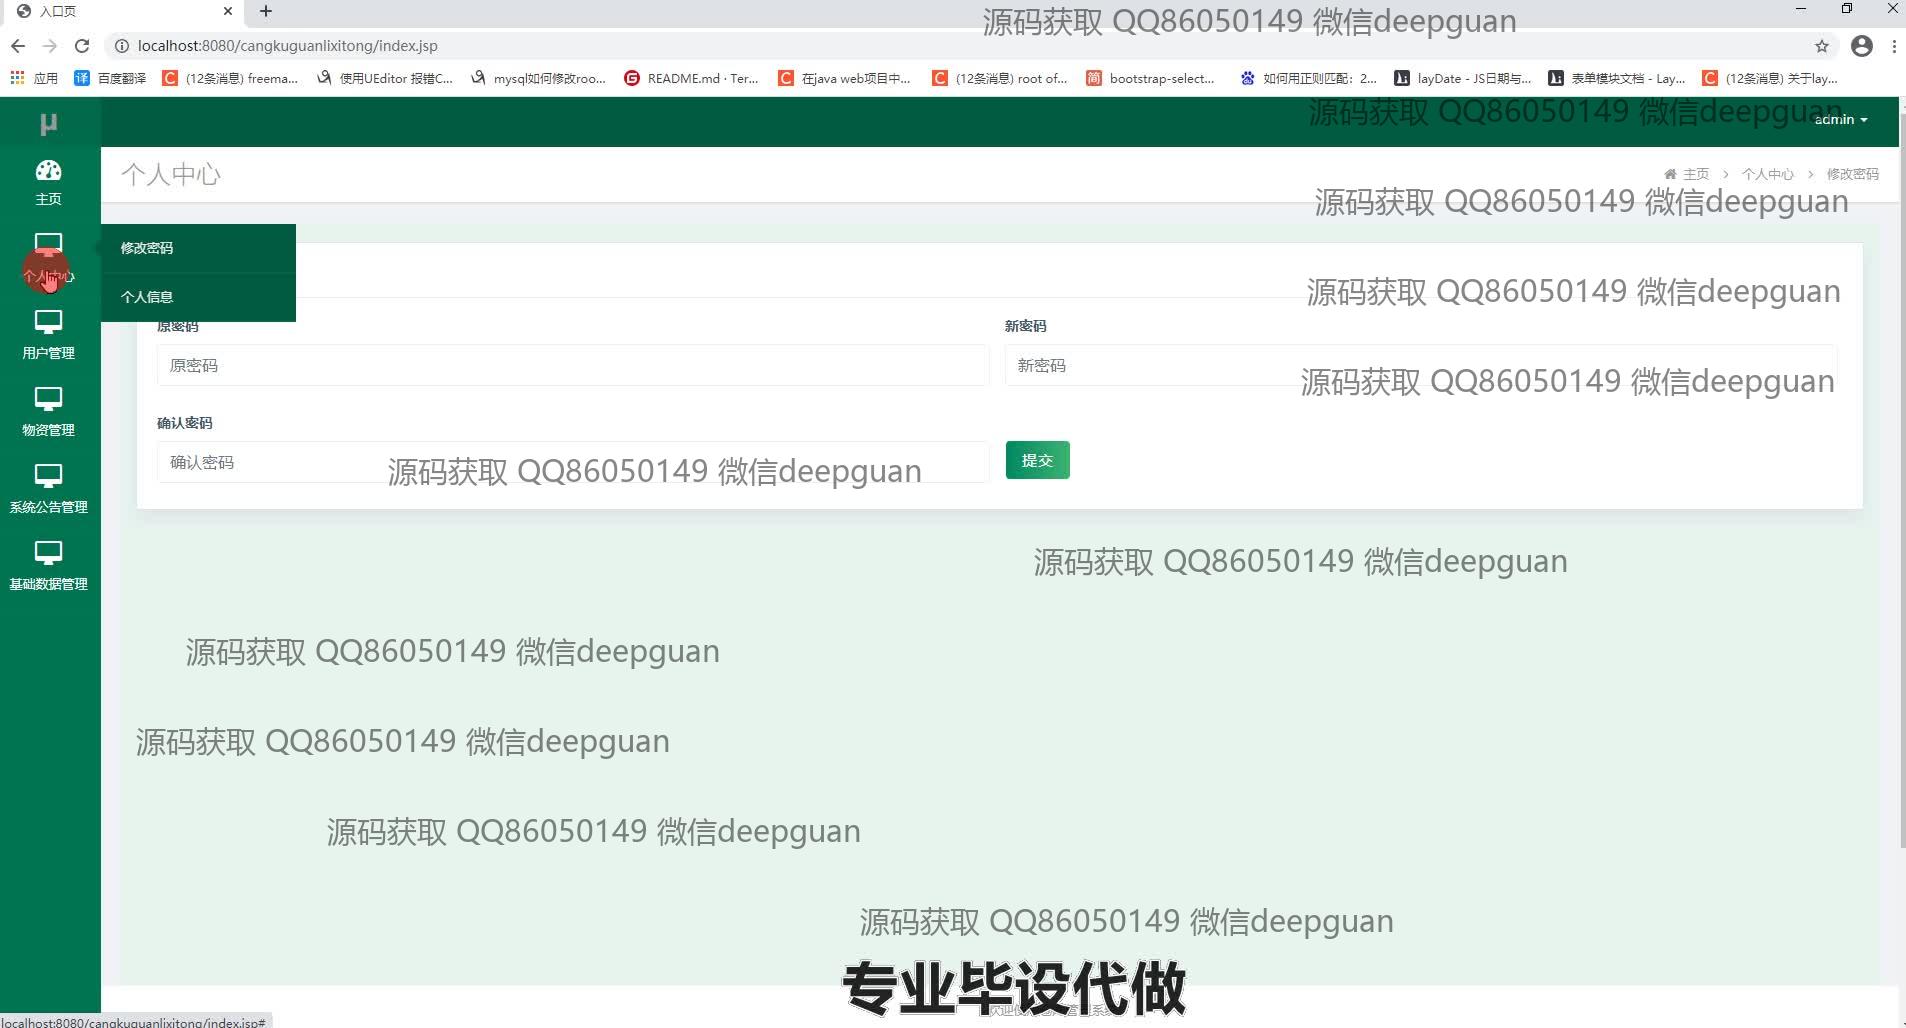 入口页
源码获取 QQ86050149 微信deepguan
localhost:8080/cangkuguanlixitong/index.jsp
应用
百度翻译
(12条消息) freema...
使用UEditor 报错C...
mysql如何修改roo...
README.md · Ter...
在java web项目中...
(12条消息) root of...
bootstrap-select...
如何用正则匹配：2...
layDate - JS日期与...
表单模块文档 - Lay...
(12条消息) 关于lay...
μ
源码获取 QQ86050149 微信deepguan
admin
个人中心
主页 > 个人中心 > 修改密码
主页
源码获取 QQ86050149 微信deepguan
修改密码
个人中心
个人信息
源码获取 QQ86050149 微信deepguan
原密码
新密码
用户管理
原密码
新密码
源码获取 QQ86050149 微信deepguan
确认密码
物资管理
确认密码
提交
源码获取 QQ86050149 微信deepguan
系统公告管理
源码获取 QQ86050149 微信deepguan
基础数据管理
源码获取 QQ86050149 微信deepguan
源码获取 QQ86050149 微信deepguan
源码获取 QQ86050149 微信deepguan
源码获取 QQ86050149 微信deepguan
专业毕设代做
localhost:8080/cangkuguanlixitong/index.jsp#